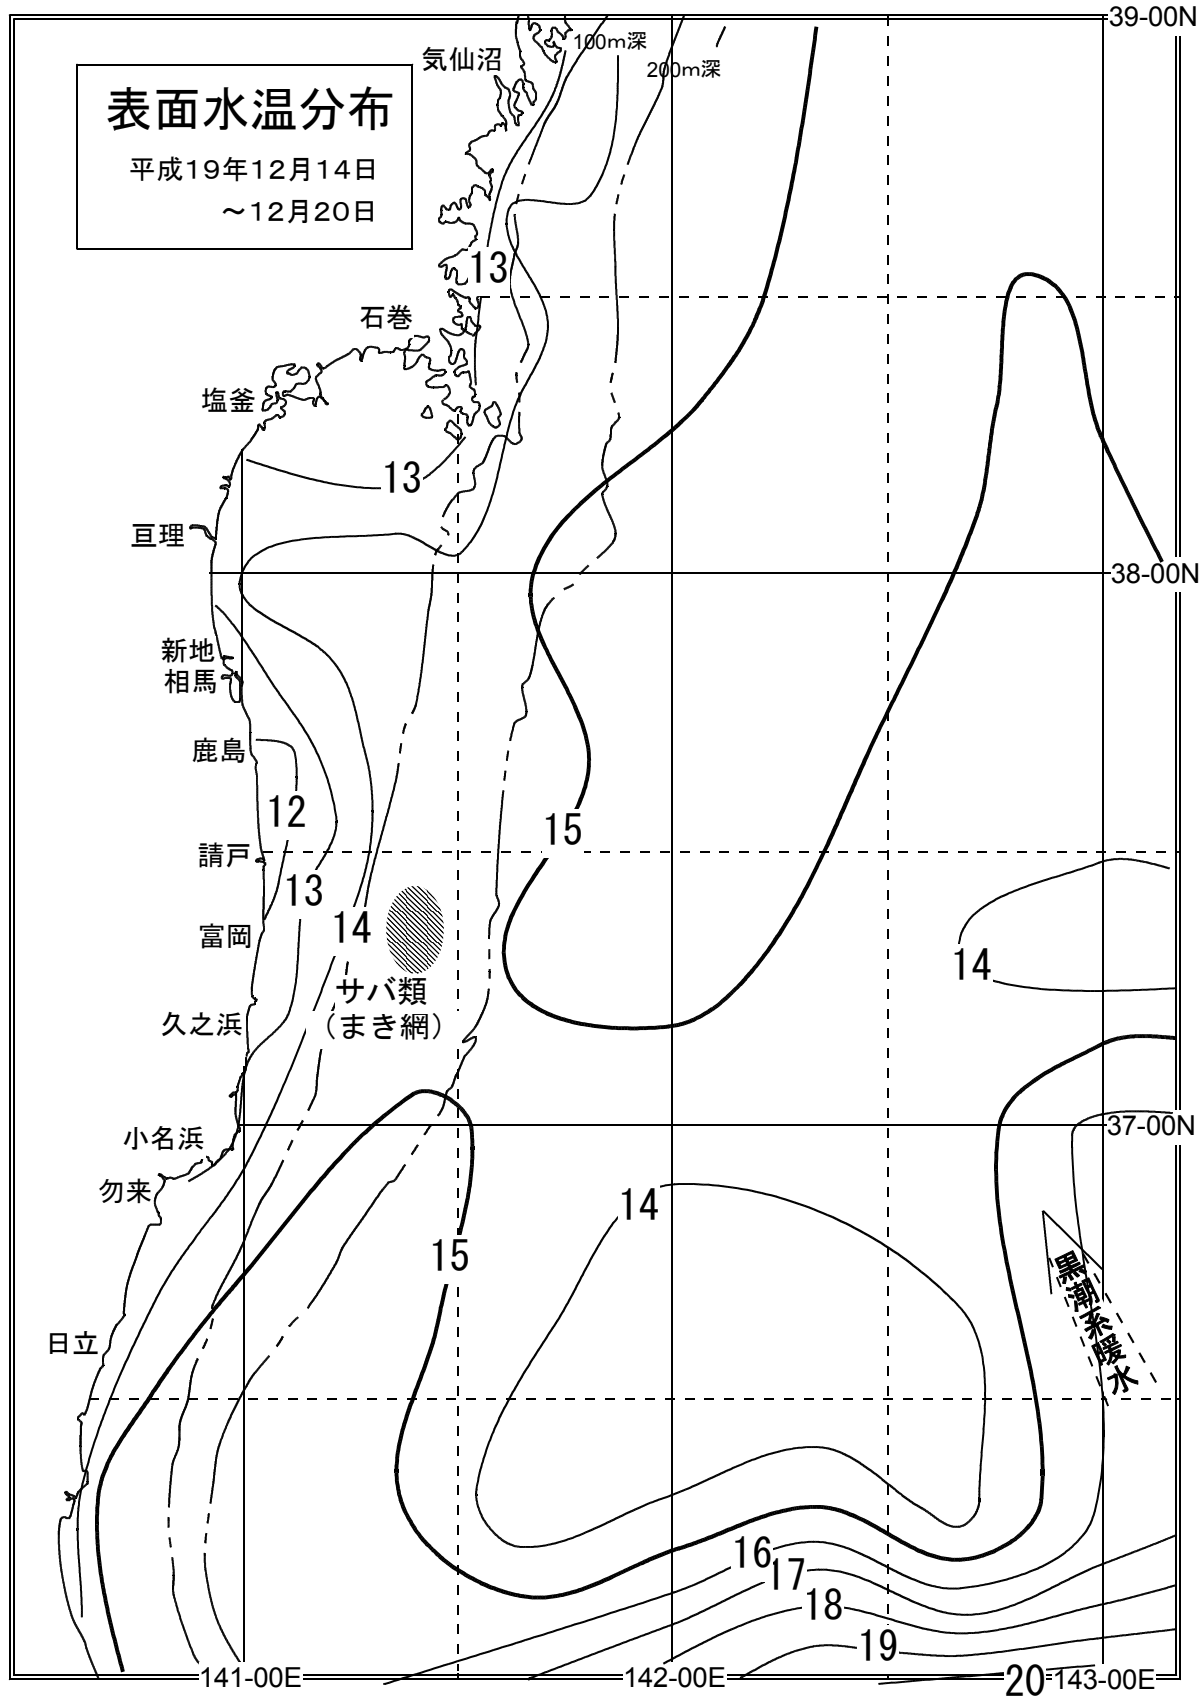 39-00N
100m深
気仙沼
200m深
表面水温分布
平成19年12月14日
～12月20日
13
石巻
塩釜
13
亘理
38-00N
新地
相馬
鹿島
12
15
請戸
13
14
富岡
14
サバ類
（まき網）
久之浜
37-00N
小名浜
勿来
14
15
黒潮系暖水
日立
16
17
18
19
141-00E
142-00E
20
143-00E